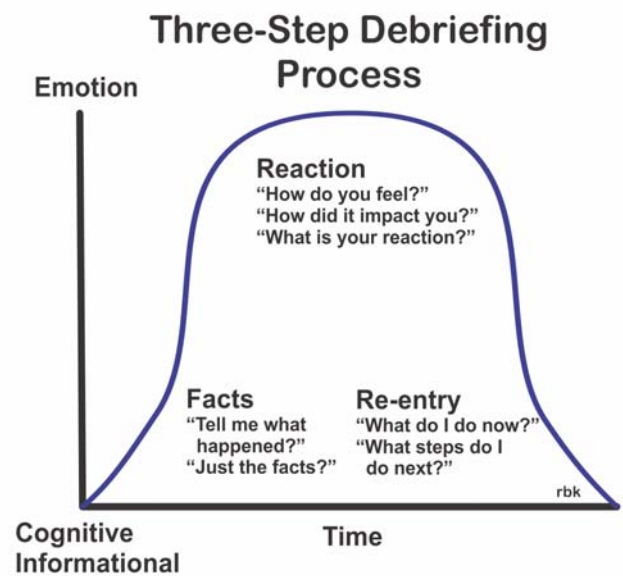 Three-Step Debriefing
Process
Emotion
Reaction
“How do you feel?”
“How did it impact you?”
“What is your reaction?”
Facts
“Tell me what
happened?”
“Just the facts?”
Re-entry
“What do I do now?”
“What steps do I
do next?”
rbk
Cognitive
Informational
Time